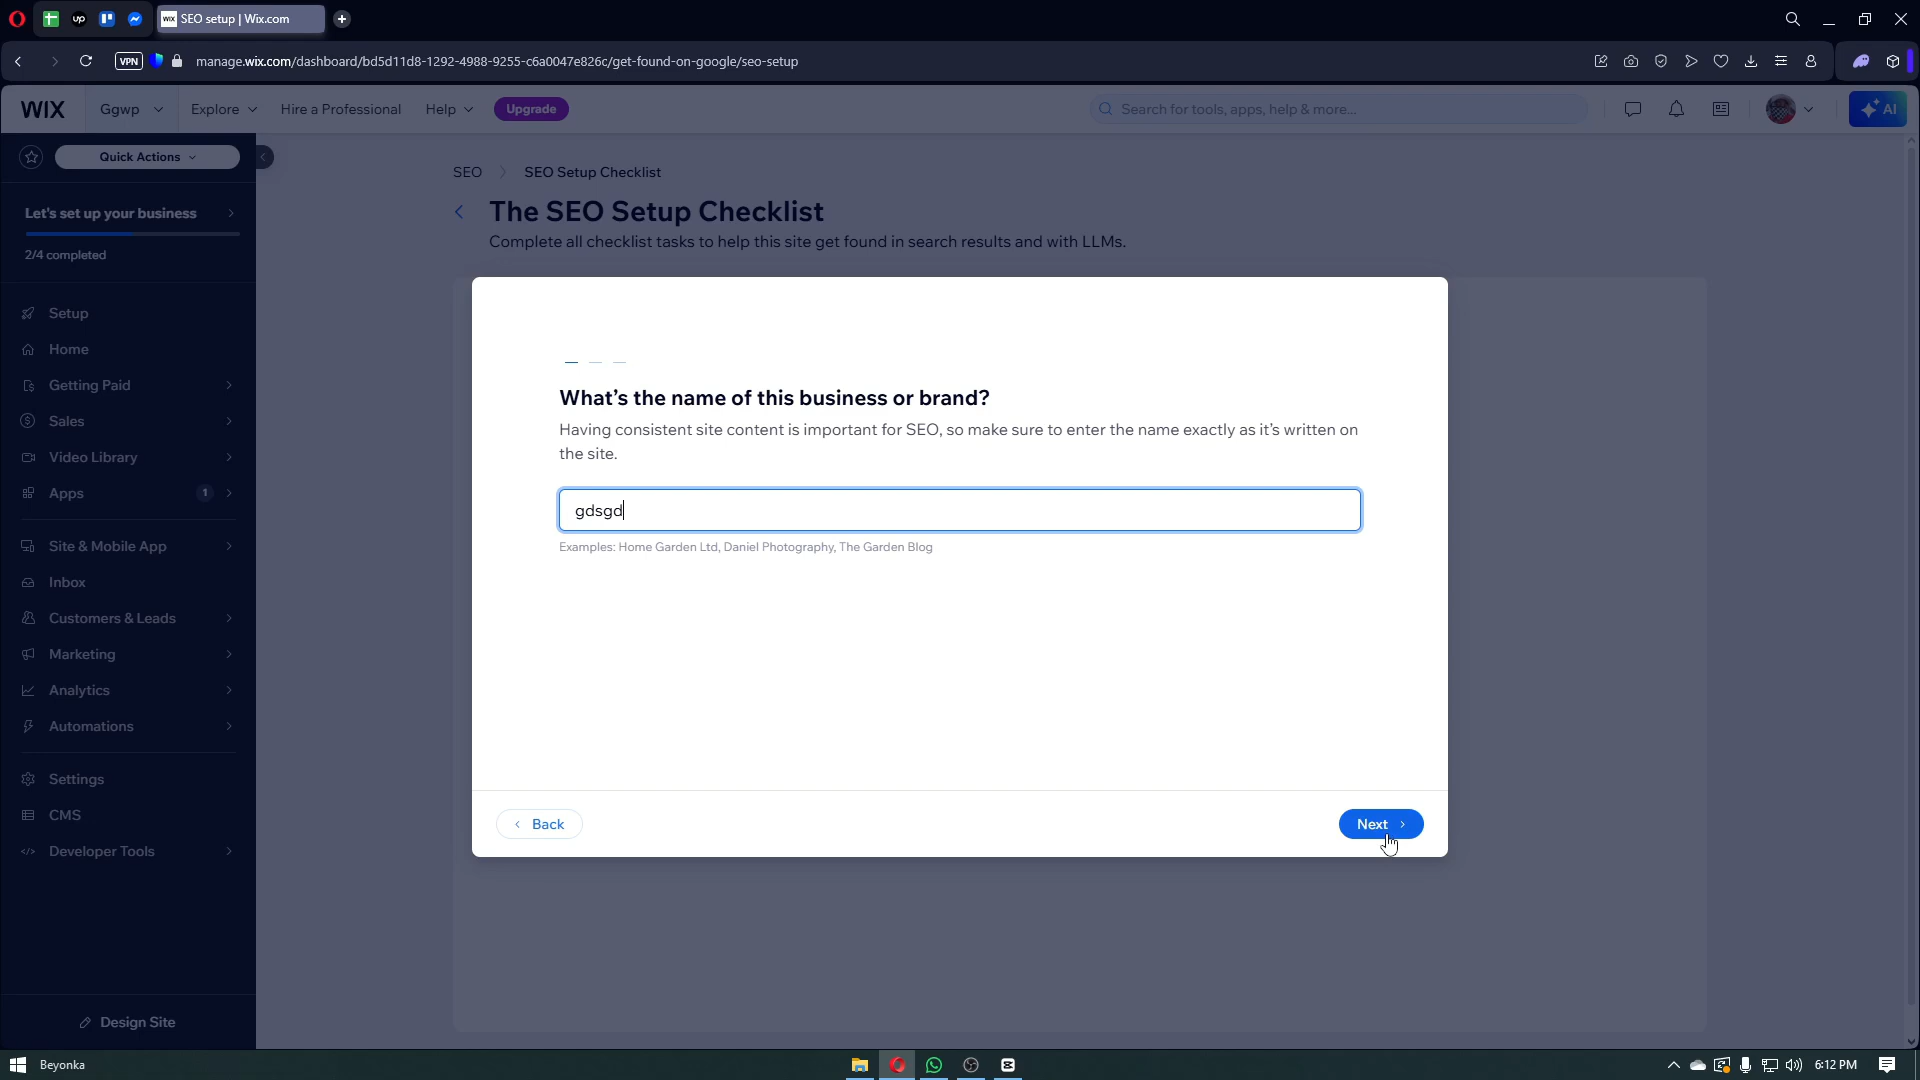 SEO setup | Wix.com
VPN
manage.wix.com/dashboard/bd5d11d8-1292-4988-9255-c6a0047e826c/get-found-on-google/seo-setup
WIX
Ggwp
Explore
Hire a Professional
Help
Upgrade
Search for tools, apps, help & more...
AI
Quick Actions
Let's set up your business
2/4 completed
Setup
Home
Getting Paid
Sales
Video Library
Apps
1
Site & Mobile App
Inbox
Customers & Leads
Marketing
Analytics
Automations
Settings
CMS
Developer Tools
Design Site
SEO
SEO Setup Checklist
The SEO Setup Checklist
Complete all checklist tasks to help this site get found in search results and with LLMs.
What's the name of this business or brand?
Having consistent site content is important for SEO, so make sure to enter the name exactly as it's written on
the site.
gdsgd
Examples: Home Garden Ltd, Daniel Photography, The Garden Blog
Back
Next
Beyonka
6:12 PM